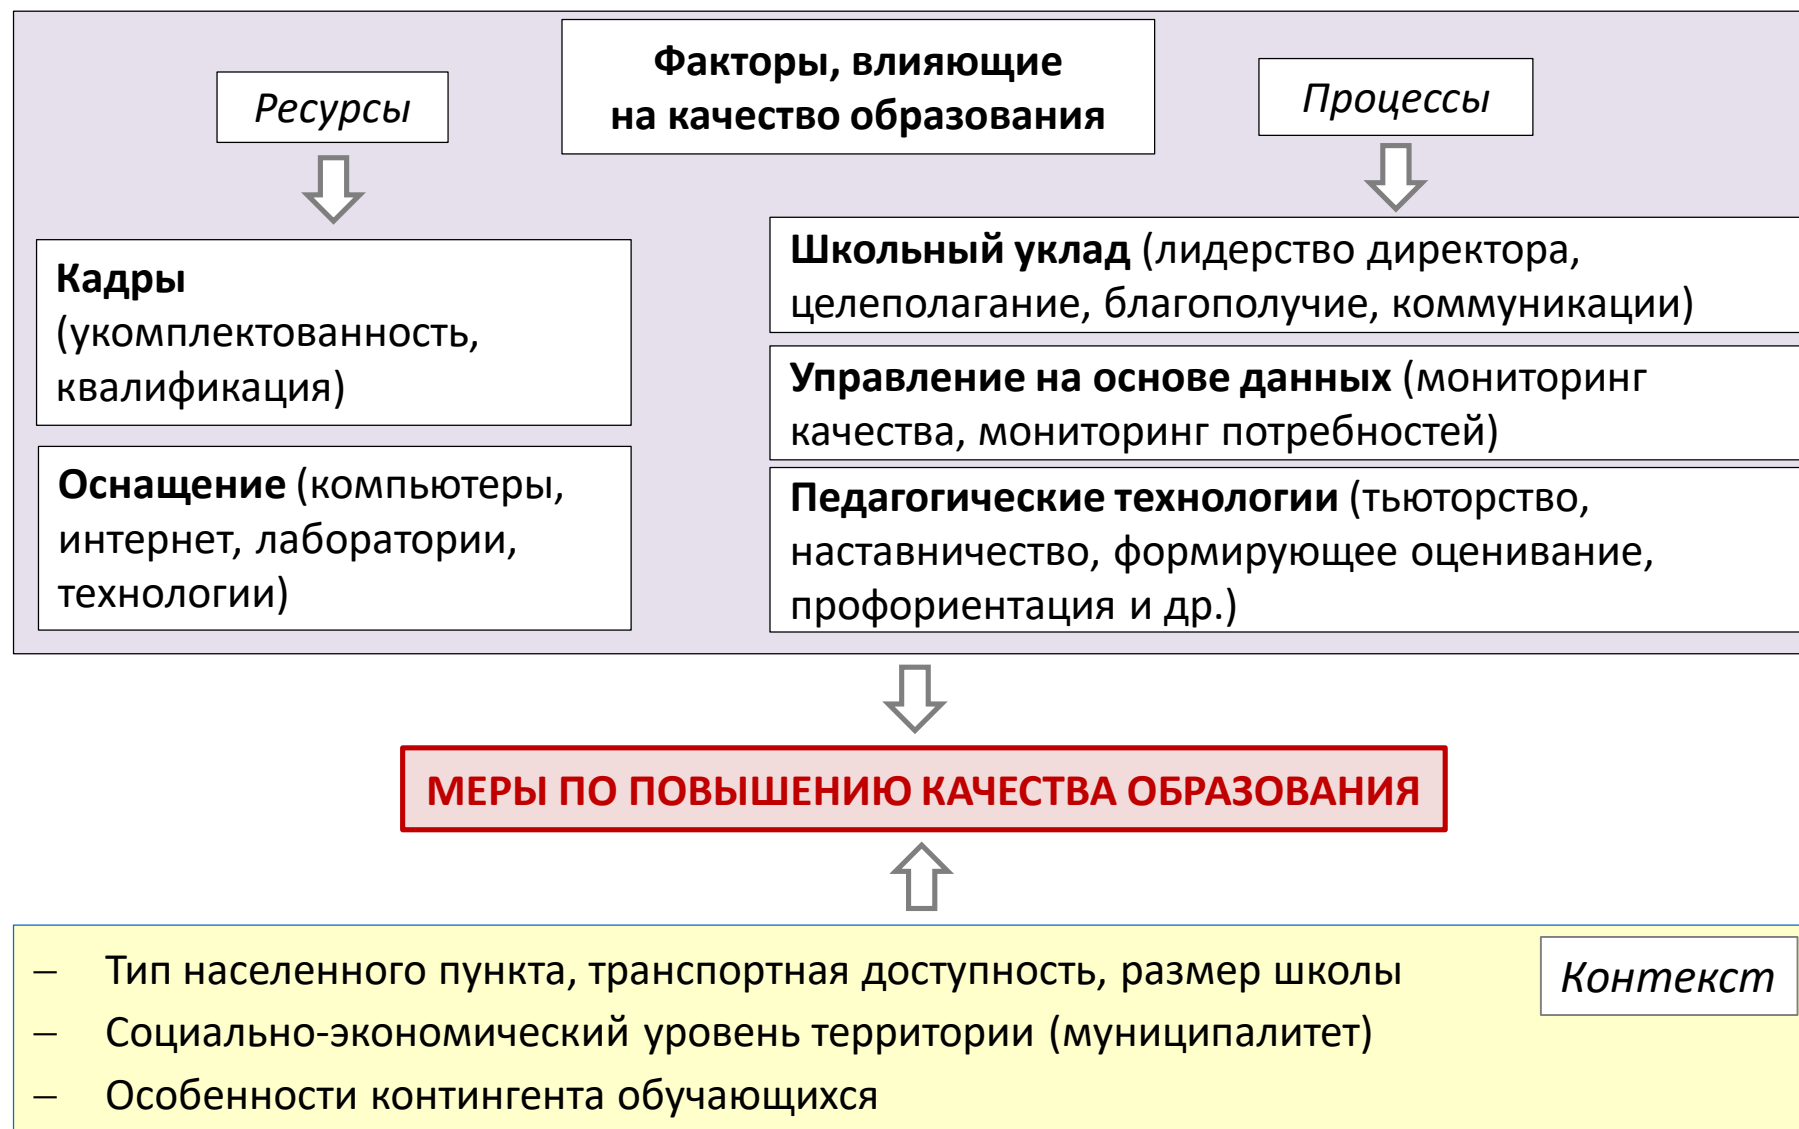 Факторы, влияющие
на качество образования
Ресурсы
Процессы
Кадры
(укомплектованность,
квалификация)
Оснащение (компьютеры,
интернет, лаборатории,
технологии)
Школьный уклад (лидерство директора,
целеполагание, благополучие, коммуникации)
Управление на основе данных (мониторинг
качества, мониторинг потребностей)
Педагогические технологии (тьюторство,
наставничество, формирующее оценивание,
профориентация и др.)
МЕРЫ ПО ПОВЫШЕНИЮ КАЧЕСТВА ОБРАЗОВАНИЯ
Контекст
– Тип населенного пункта, транспортная доступность, размер школы
– Социально-экономический уровень территории (муниципалитет)
– Особенности контингента обучающихся